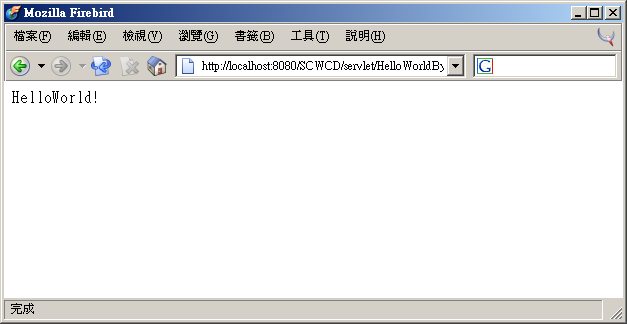 Mozilla Firebird
檔案(F) 編輯(E) 檢視(V) 瀏覽(G) 書籤(B) 工具(T) 說明(H)
http://localhost:8080/SCWCD/servlet/HelloWorldBy
G
HelloWorld!
完成